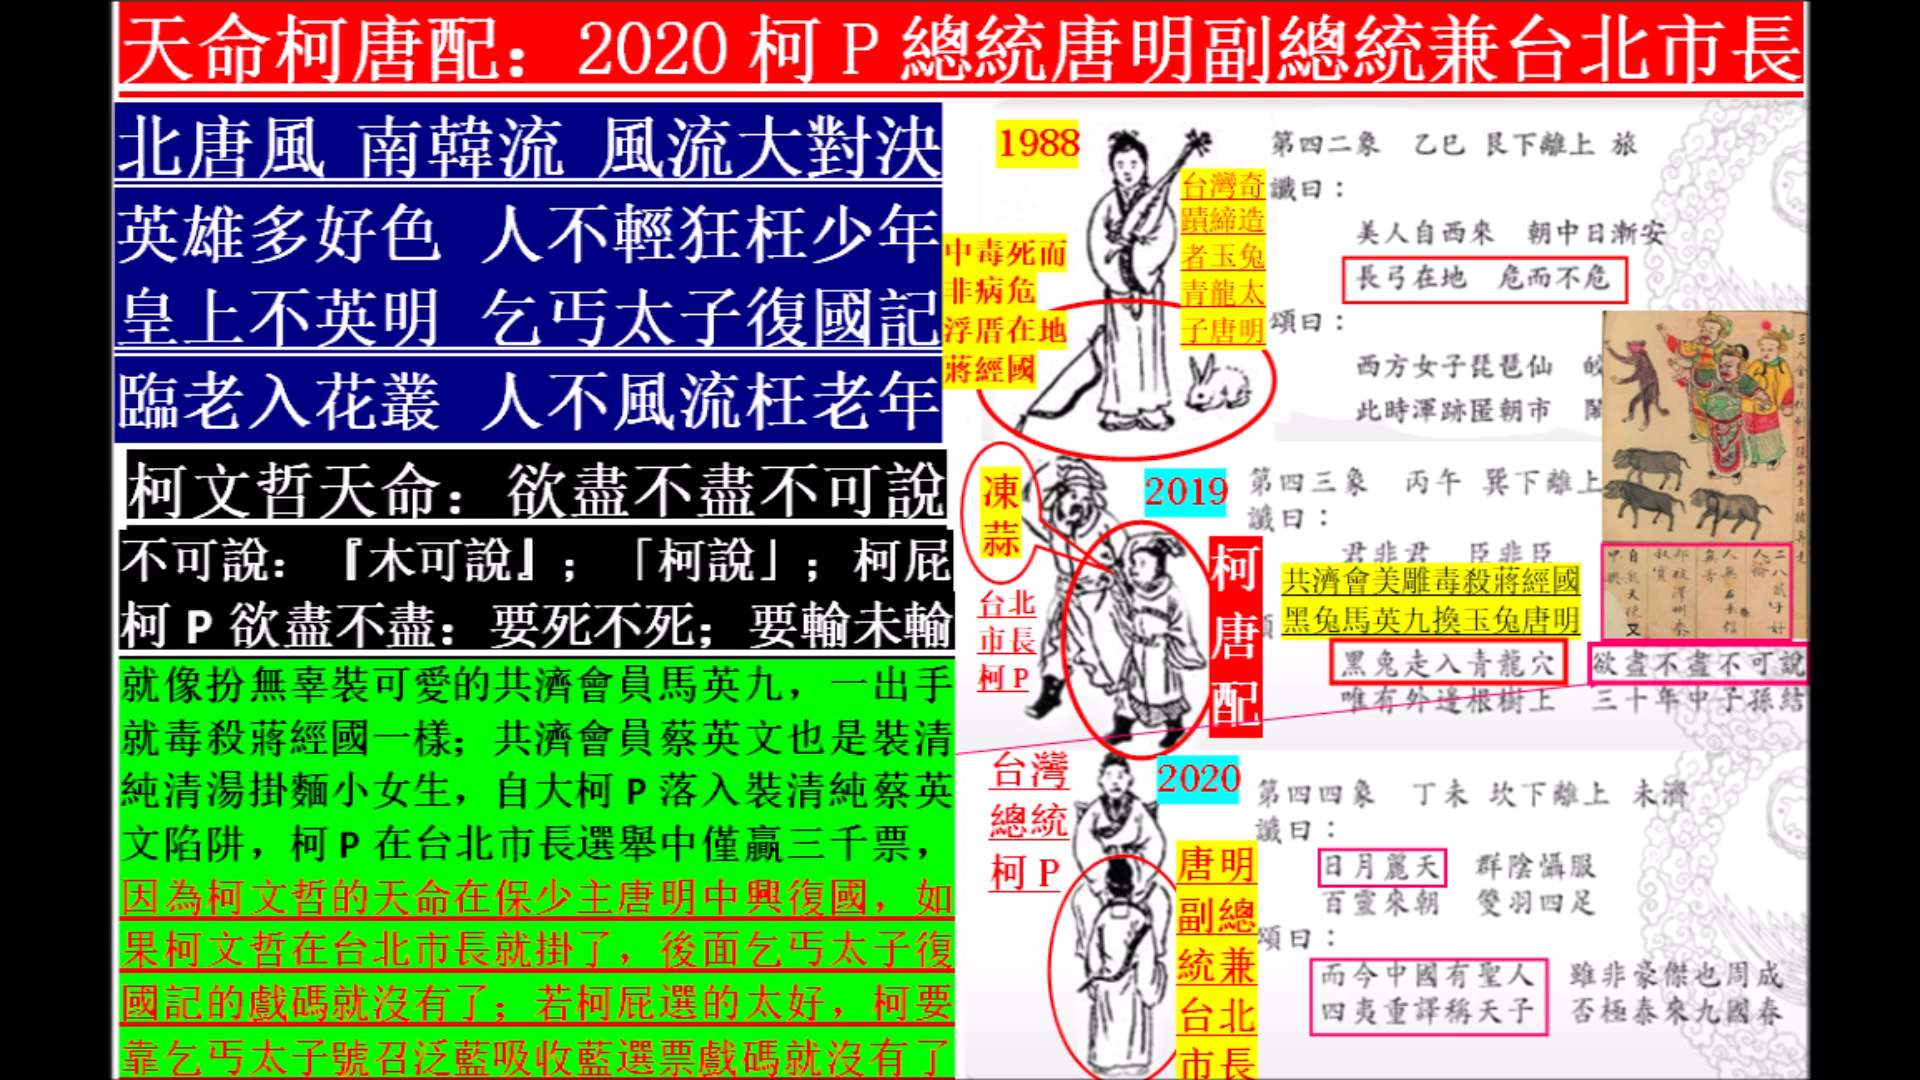 天命柯唐配：2020 柯 P 總統唐明副總統兼台北市長
北唐風 南韓流 風流大對決
英雄多好色 人不輕狂枉少年
皇上不英明 乞丐太子復國記
臨老入花叢 人不風流枉老年
柯文哲天命：欲盡不盡不可說
不可說：『木可說』；「柯說」；柯屁
柯 P 欲盡不盡：要死不死；要輸未輸
就像扮無辜裝可愛的共濟會員馬英九，一出手
就毒殺蔣經國一樣；共濟會員蔡英文也是裝清
純清湯掛麵小女生，自大柯 P 落入裝清純蔡英
文陷阱，柯 P 在台北市長選舉中僅贏三千票，
因為柯文哲的天命在保少主唐明中興復國，如
果柯文哲在台北市長就掛了，後面乞丐太子復
國記的戲碼就沒有了；若柯屁選的太好，柯要
靠乞丐太子號召泛藍吸收藍選票戲碼就沒有了
1988
中毒死而
非病危
浮厝在地
蔣經國
台灣奇
蹟締造
者玉兔
青龍太
子唐明
第四二象 乙巳 艮下離上 旅
讖曰：
美人自西來 朝中日漸安
長弓在地 危而不危
頌曰：
西方女子琵琶仙
此時渾跡匿朝市 鬧
凍
蒜
台北
市長
柯 P
2019
柯
唐
配
第四三象 丙午 巽下離上
讖曰：
君非君 臣非臣
共濟會美雕毒殺蔣經國
黑兔馬英九換玉兔唐明
黑兔走入青龍穴 欲盡不盡不可說
唯有外邊根樹上 三十年中子孫結
台灣
總統
柯 P
2020
唐明
副總
統兼
台北
市長
第四四象 丁未 坎下離上 未濟
讖曰：
日月麗天 群陰懾服
百靈來朝 雙羽四足
頌曰：
而今中國有聖人 雖非豪傑也周成
四夷重譯稱天子 否極泰來九國春